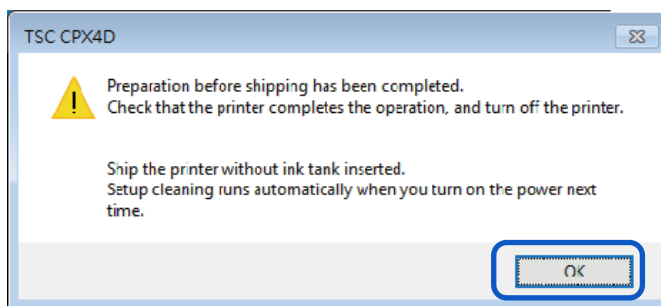 TSC CPX4D
Preparation before shipping has been completed.
Check that the printer completes the operation, and turn off the printer.
Ship the printer without ink tank inserted.
Setup cleaning runs automatically when you turn on the power next
time.
OK